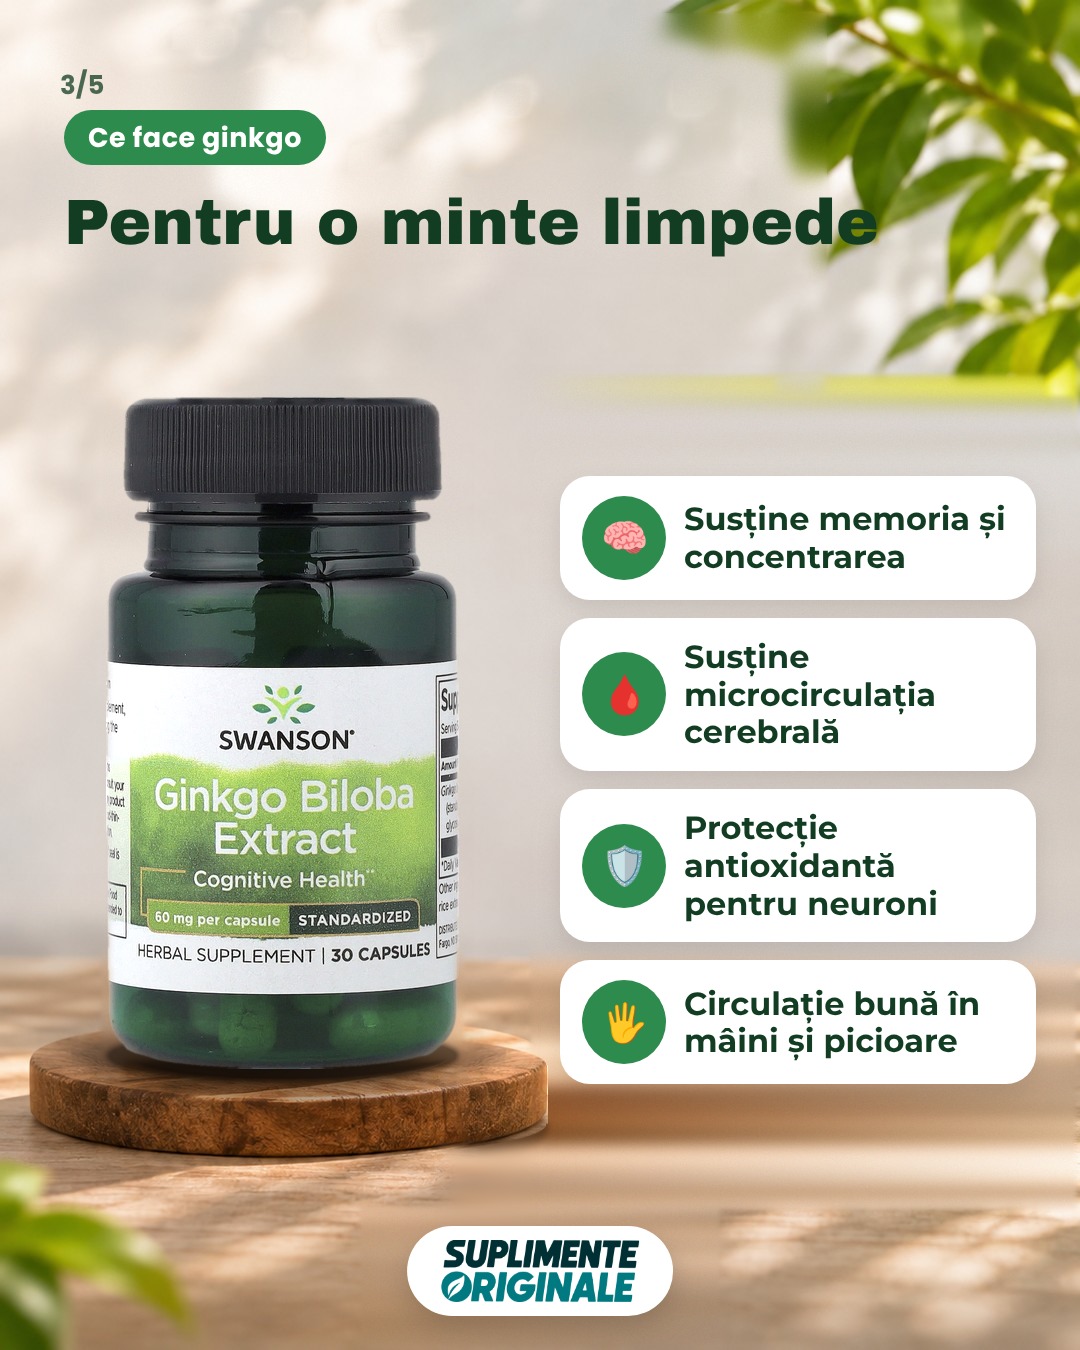 3/5
Ce face ginkgo
Pentru o minte limpede
Susține memoria și
concentrarea
Susține
microcirculația
cerebrală
Protecție
antioxidantă
pentru neuroni
Circulație bună în
mâini și picioare
SWANSON
Ginkgo Biloba
Extract
Cognitive Health
60 mg per capsule STANDARDIZED
HERBAL SUPPLEMENT | 30 CAPSULES
SUPLIMENTE
ORIGINALE